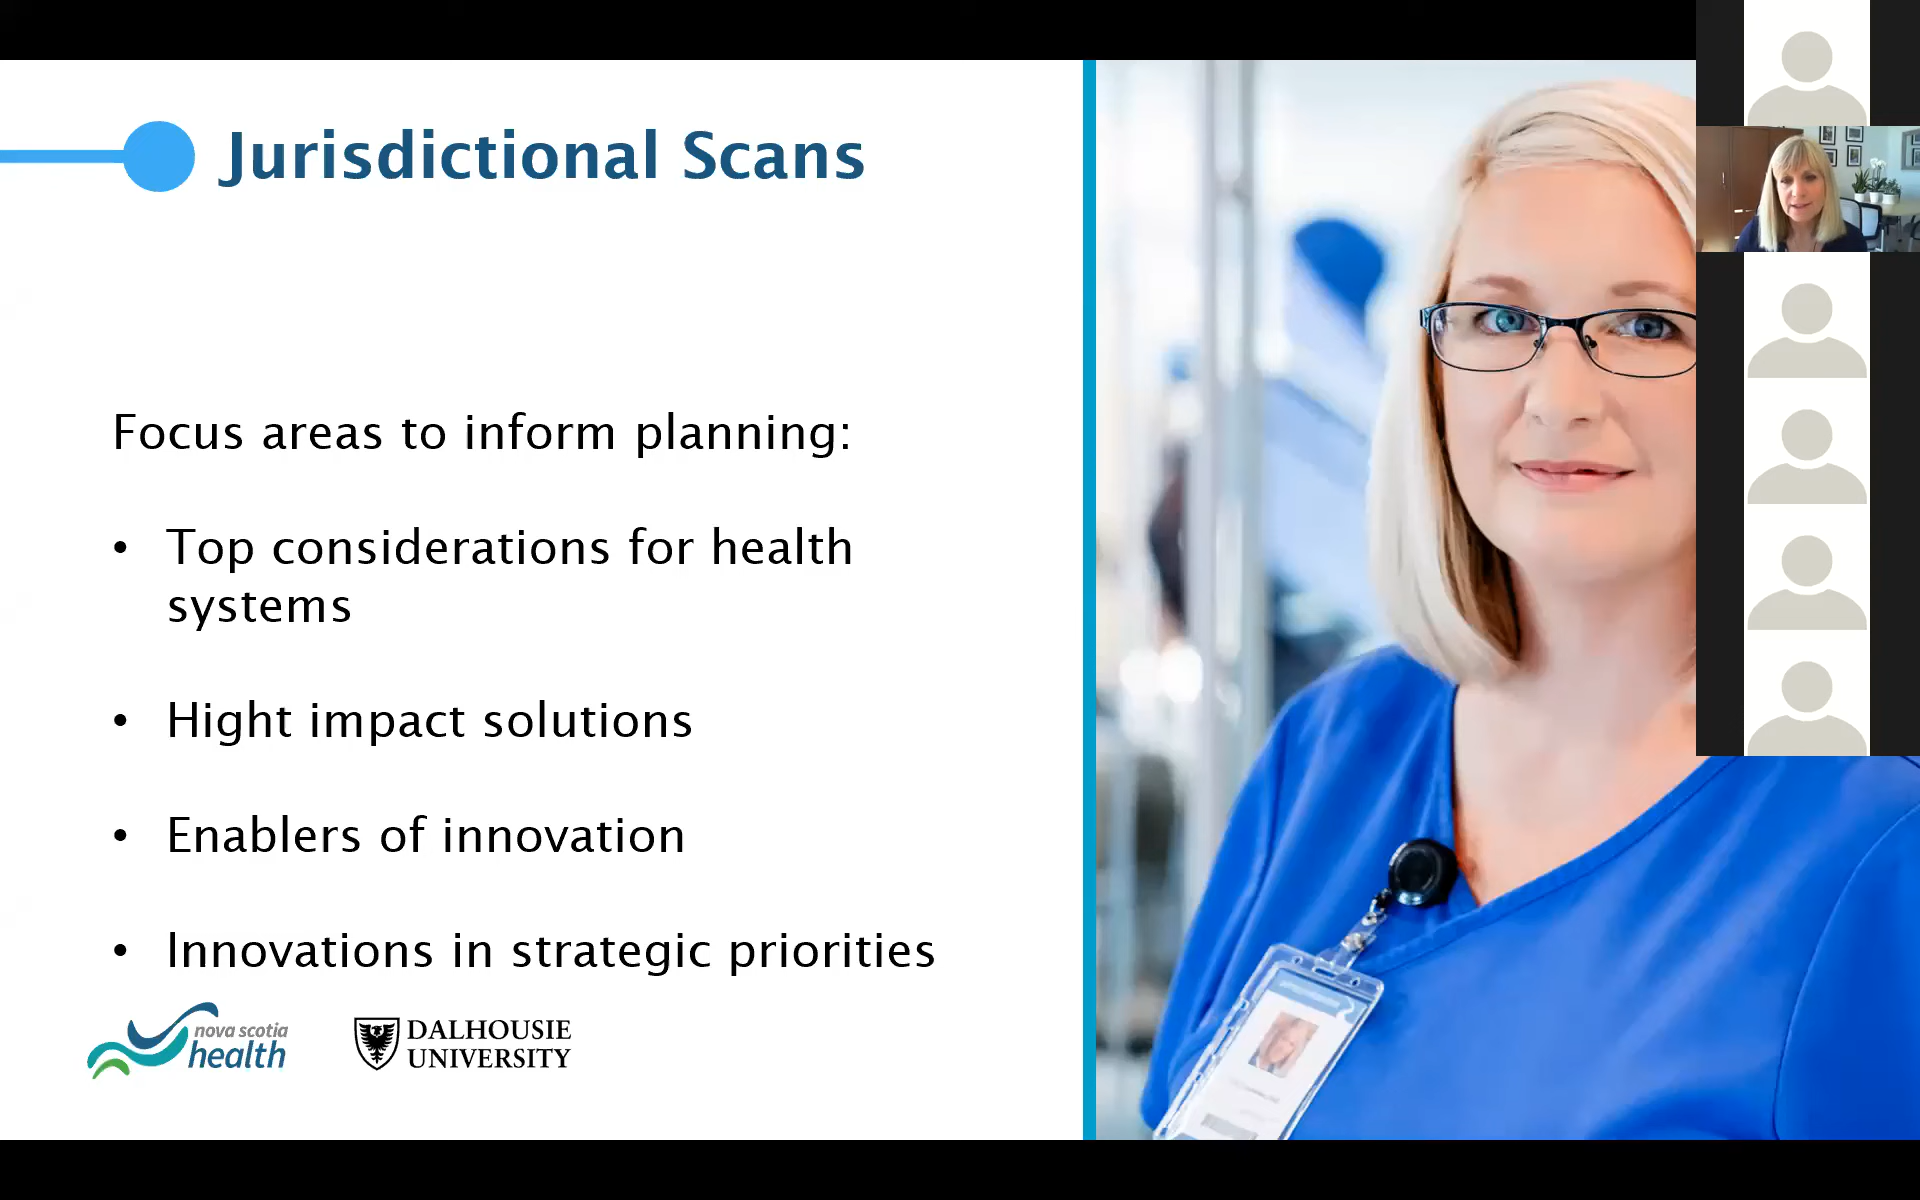 Jurisdictional Scans
Focus areas to inform planning:
• Top considerations for health
systems
• Hight impact solutions
• Enablers of innovation
• Innovations in strategic priorities
nova scotia
health
DALHOUSIE
UNIVERSITY